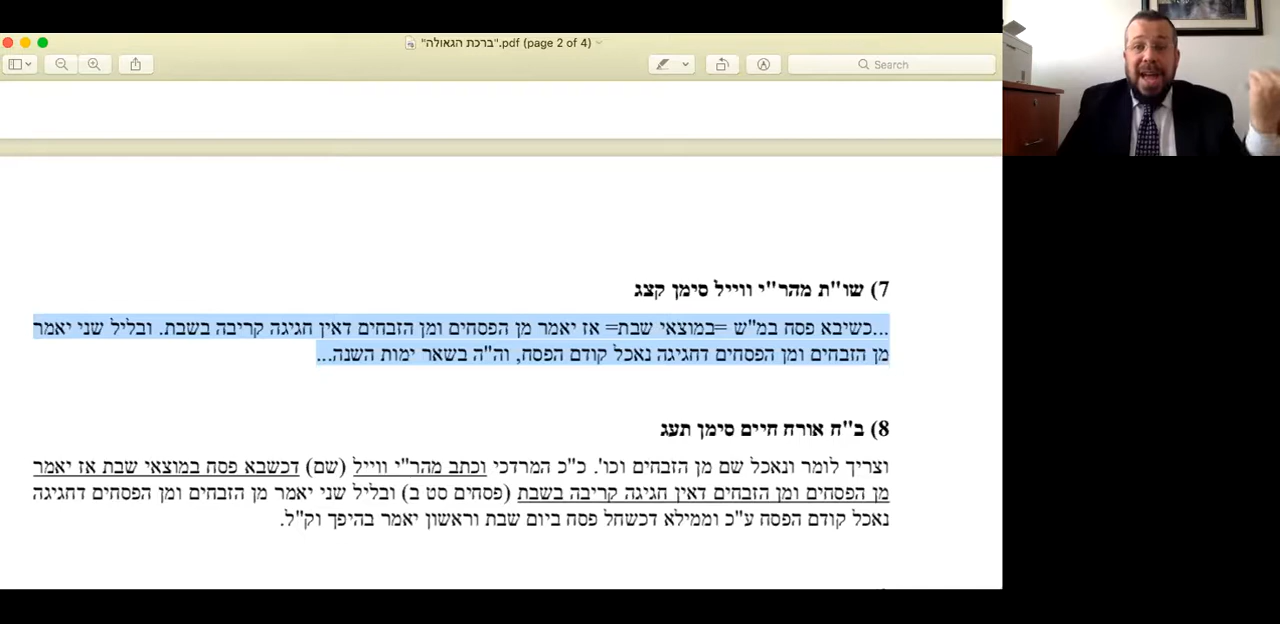 "ברכת הגאולה".pdf (page 2 of 4)
Search
7) שו"ת מהר"י ווייל סימן קצג
...כשיבא פסח במ"ש =במוצאי שבת= אז יאמר מן הפסחים ומן הזבחים דאין חגיגה קריבה בשבת. ובליל שני יאמר
מן הזבחים ומן הפסחים דחגיגה נאכל קודם הפסח, וה"ה בשאר ימות השנה...
8) ב"ח אורח חיים סימן תעג
וצריך לומר ונאכל שם מן הזבחים וכו'. כ"כ המרדכי וכתב מהר"י ווייל (שם) דכשבא פסח במוצאי שבת אז יאמר
מן הפסחים ומן הזבחים דאין חגיגה קריבה בשבת (פסחים סט ב) ובליל שני יאמר מן הזבחים ומן הפסחים דחגיגה
נאכל קודם הפסח ע"כ וממילא דכשחל פסח ביום שבת וראשון יאמר בהיפך וק"ל.